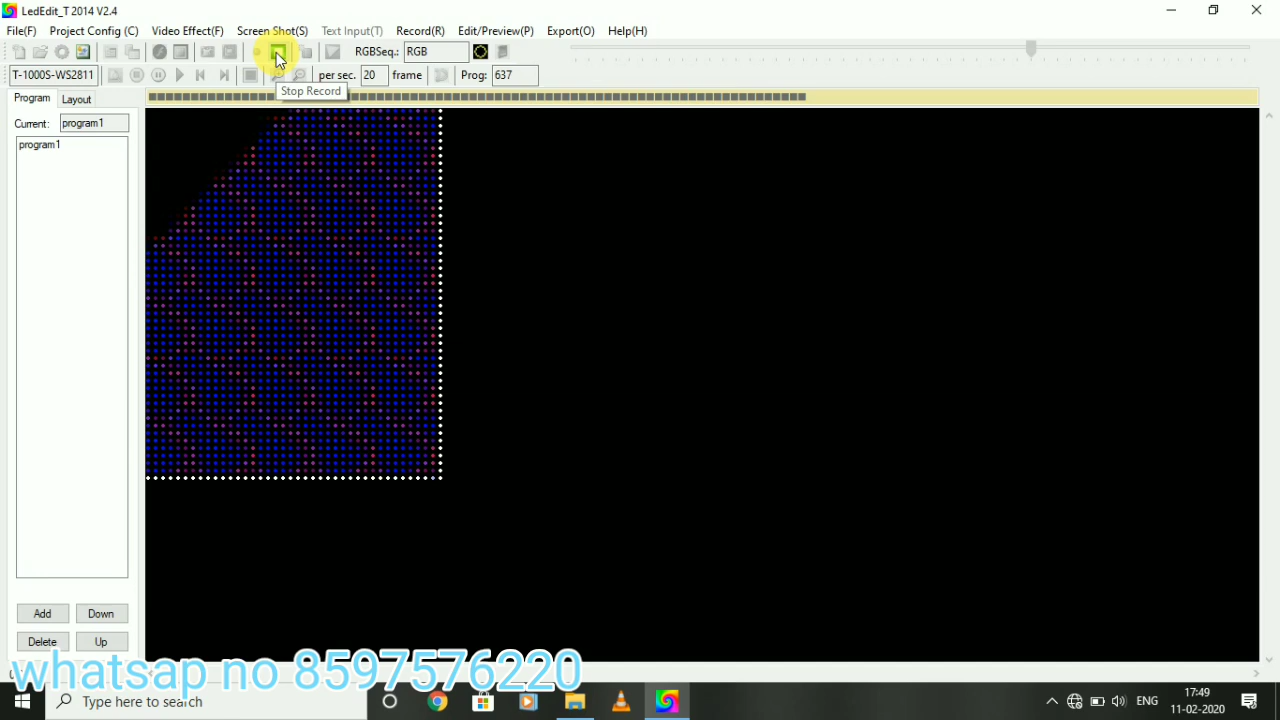 LedEdit_T 2014 V2.4
File(F) Project Config (C) Video Effect(F) Screen Shot(S) Text Input(T) Record(R) Edit/Preview(P) Export(O) Help(H)
RGBSeq.: RGB
T-1000S-WS2811 per sec. 20 frame Prog: 637
Stop Record
Program Layout
Current: program1
program1
Add Down
Delete Up
whatsap no 8597576220
Type here to search
ENG
17:49
11-02-2020